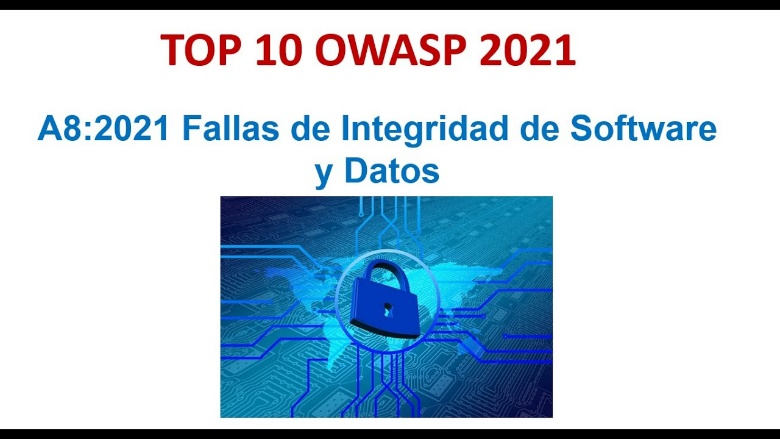 TOP 10 OWASP 2021
A8:2021 Fallas de Integridad de Software
y Datos